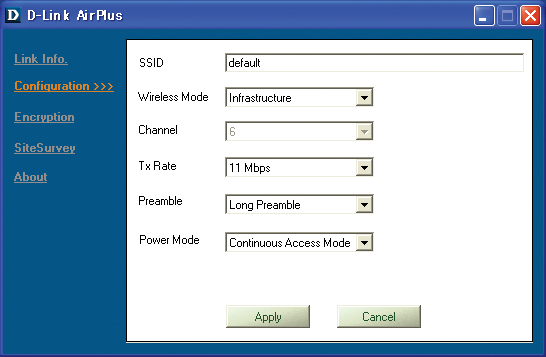 D D-Link AirPlus
Link Info.
Configuration >>>
Encryption
SiteSurvey
About
SSID default
Wireless Mode Infrastructure
Channel 6
Tx Rate 11 Mbps
Preamble Long Preamble
Power Mode Continuous Access Mode
Apply Cancel